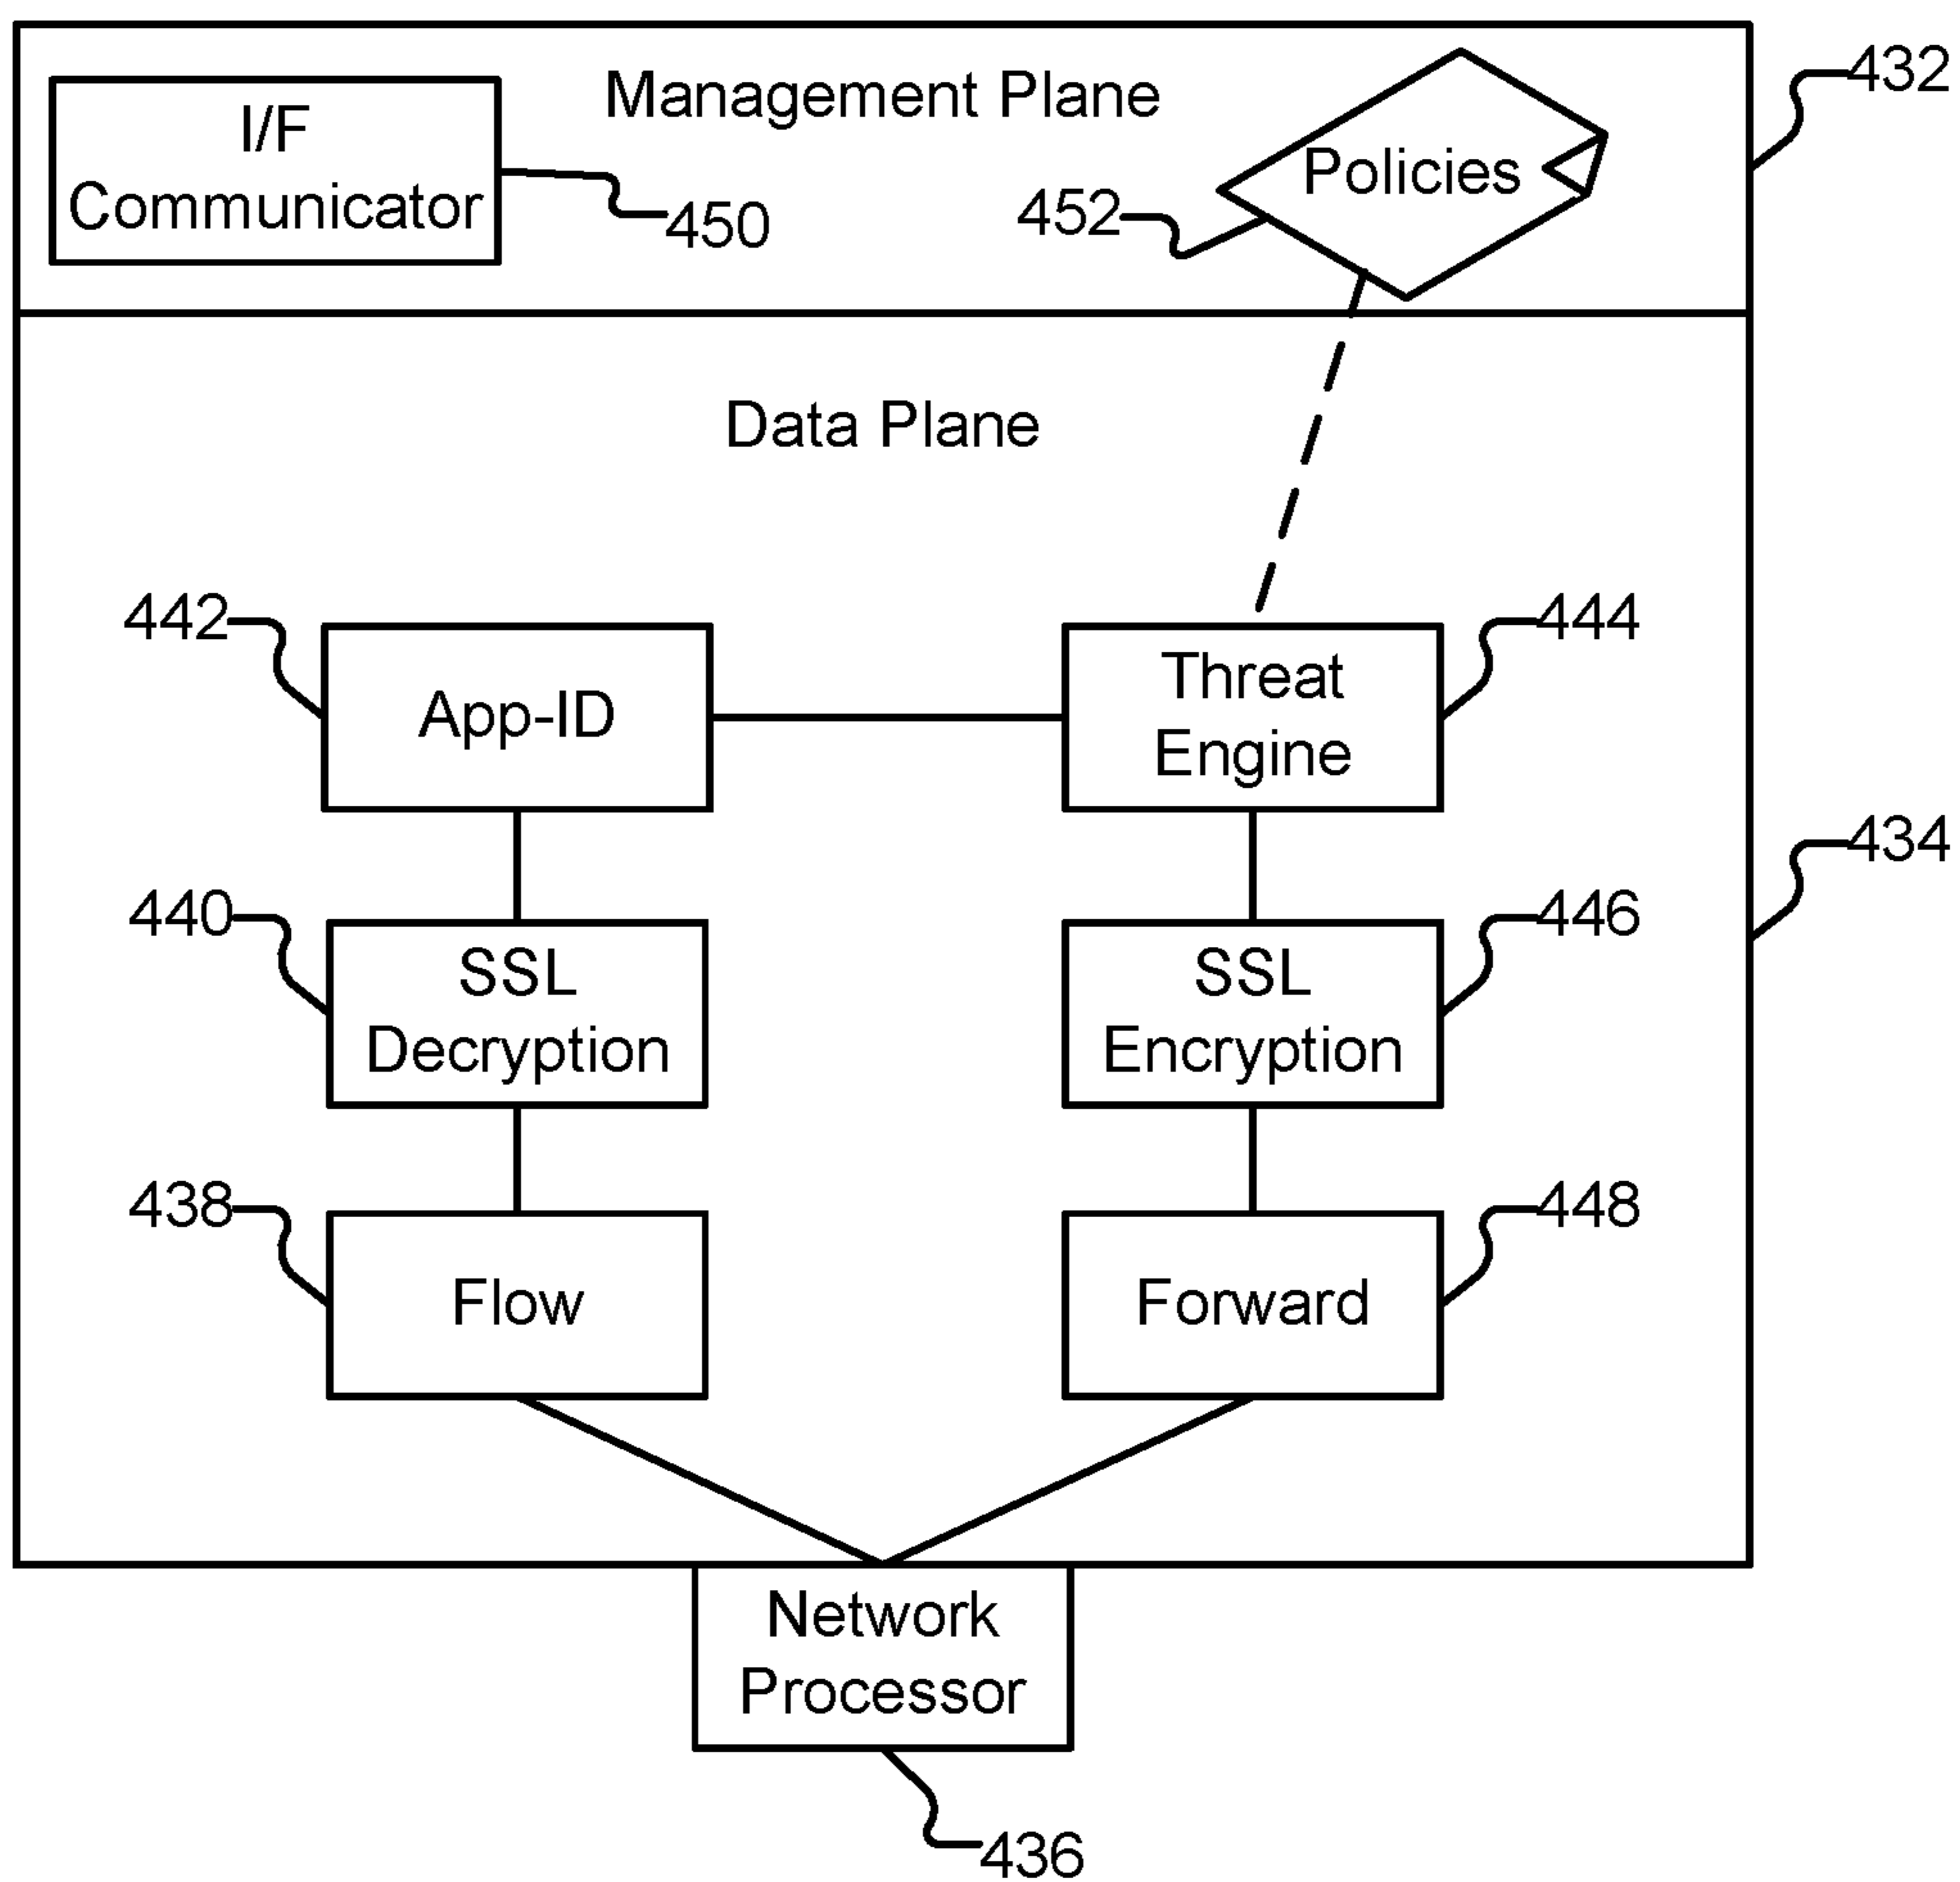 Management Plane
432
I/F
Communicator
450
Policies
452
Data Plane
442
App-ID
Threat
Engine
444
434
440
SSL
Decryption
SSL
Encryption
446
438
Flow
Forward
448
Network
Processor
436